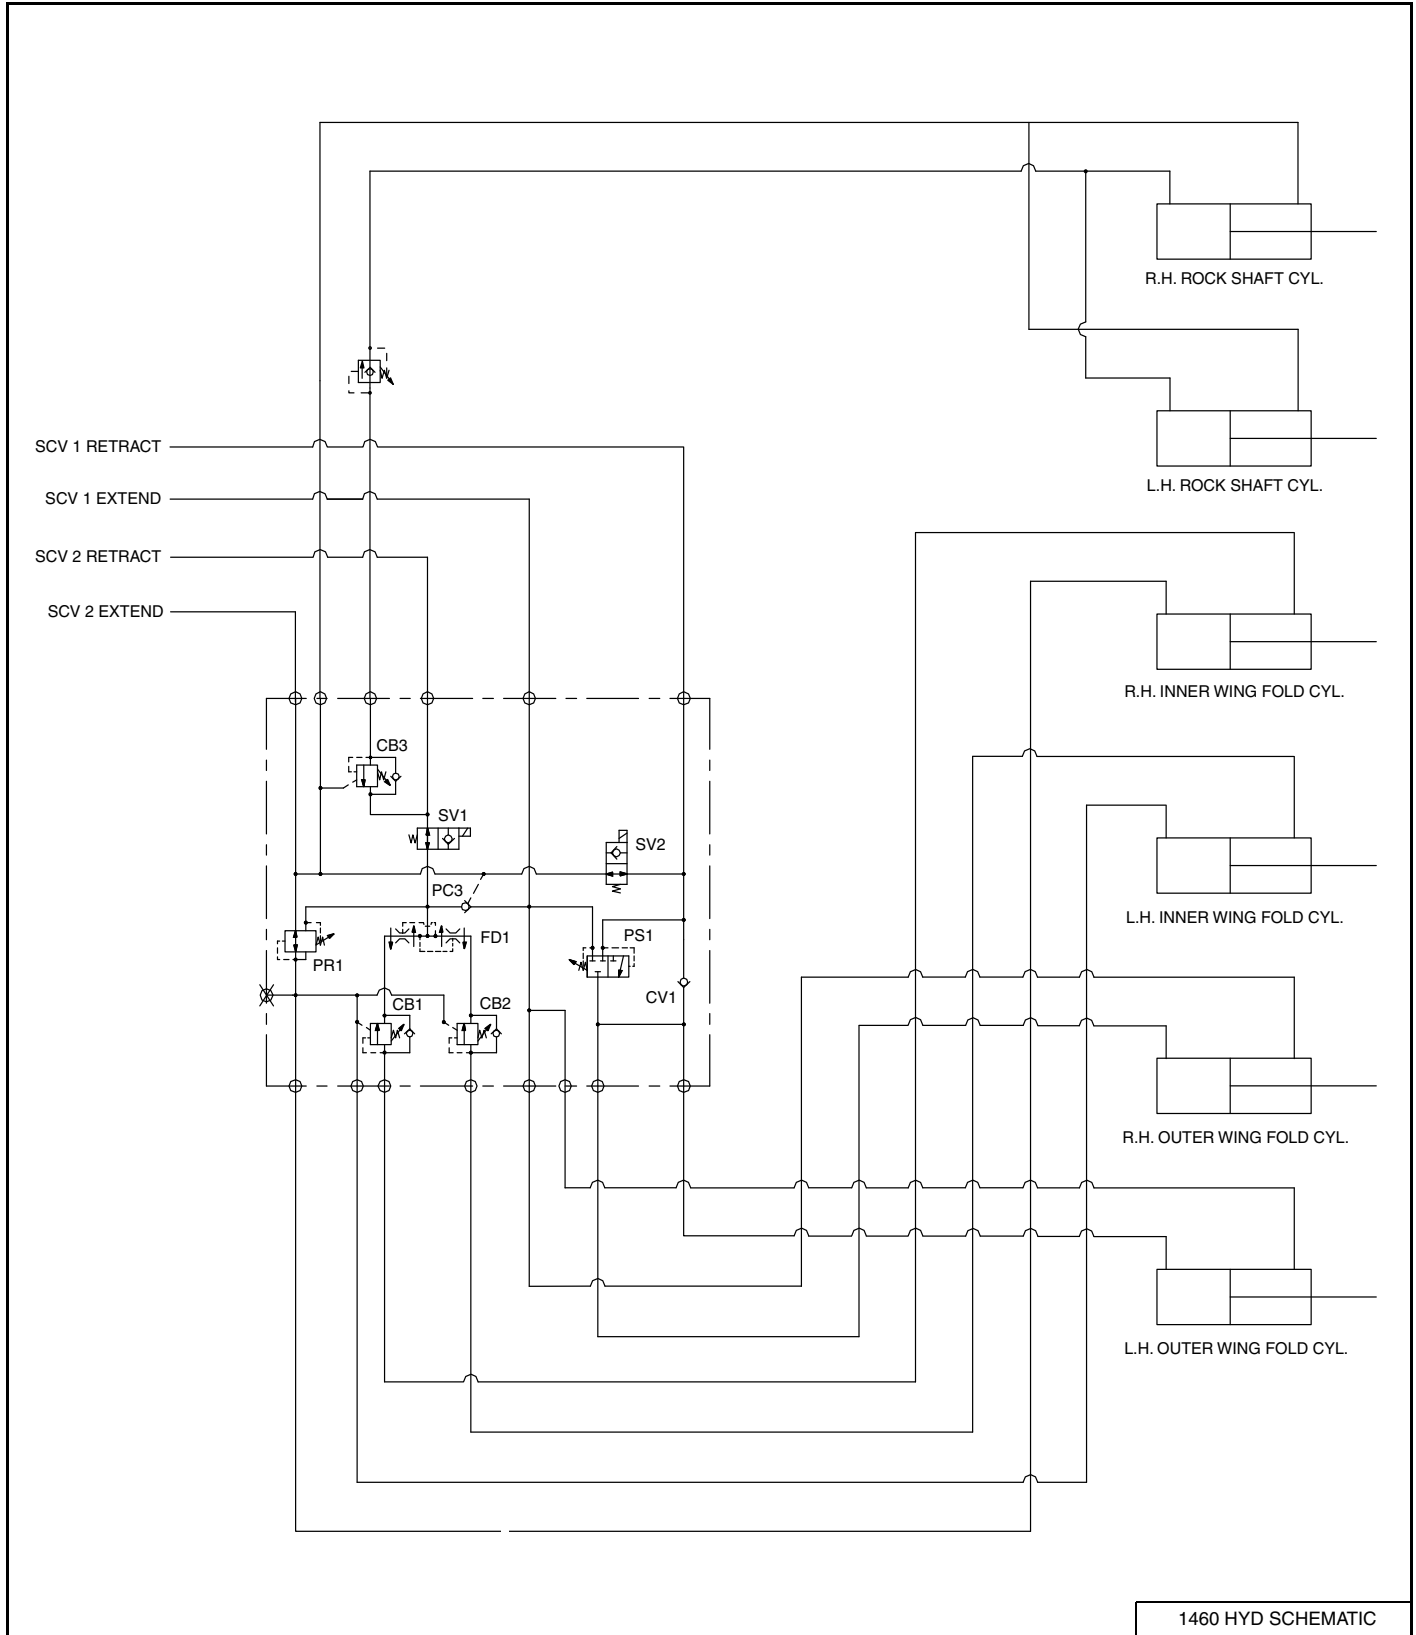 R.H. ROCK SHAFT CYL.
SCV 1 RETRACT
L.H. ROCK SHAFT CYL.
SCV 1 EXTEND
SCV 2 RETRACT
SCV 2 EXTEND
R.H. INNER WING FOLD CYL.
CB3
SV1
SV2
PC3
L.H. INNER WING FOLD CYL.
FD1
PS1
PR1
CV1
CB1
CB2
R.H. OUTER WING FOLD CYL.
L.H. OUTER WING FOLD CYL.
1460 HYD SCHEMATIC